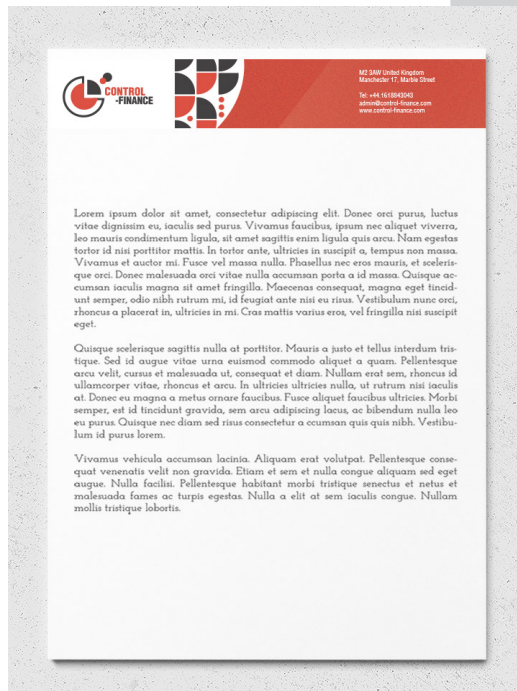 CONTROL
-FINANCE
M2 3AW United Kingdom
Manchester 17, Marble Street
Tel: +44.1618843043
admin@control-finance.com
www.control-finance.com
Lorem ipsum dolor sit amet, consectetur adipiscing elit. Donec orci purus, luctus
vitae dignissim eu, iaculis sed purus. Vivamus faucibus, ipsum nec aliquet viverra,
leo mauris condimentum ligula, sit amet sagittis enim ligula quis arcu. Nam egestas
tortor id nisi porttitor mattis. In tortor ante, ultricies in suscipit a, tempus non massa.
Vivamus et auctor mi. Fusce vel massa nulla. Phasellus nec eros mauris, et sceleris-
que orci. Donec malesuada orci vitae nulla accumsan porta a id massa. Quisque ac-
cumsan iaculis magna sit amet fringilla. Maecenas consequat, magna eget tincid-
unt semper, odio nibh rutrum mi, id feugiat ante nisi eu risus. Vestibulum nunc orci,
rhoncus a placerat in, ultricies in mi. Cras mattis varius eros, vel fringilla nisi suscipit
eget.
Quisque scelerisque sagittis nulla at porttitor. Mauris a justo et tellus interdum tris-
tique. Sed id augue vitae urna euismod commodo aliquet a quam. Pellentesque
arcu velit, cursus et malesuada ut, consequat et diam. Nullam erat sem, rhoncus id
ullamcorper vitae, rhoncus et arcu. In ultricies ultricies nulla, ut rutrum nisi iaculis
at. Donec eu magna a metus ornare faucibus. Fusce aliquet faucibus ultricies. Morbi
semper, est id tincidunt gravida, sem arcu adipiscing lacus, ac bibendum nulla leo
eu purus. Quisque nec diam sed risus consectetur a ccumsan quis quis nibh. Vestibu-
lum id purus lorem.
Vivamus vehicula accumsan lacinia. Aliquam erat volutpat. Pellentesque conse-
quat venenatis velit non gravida. Etiam et sem et nulla congue aliquam sed eget
augue. Nulla facilisi. Pellentesque habitant morbi tristique senectus et netus et
malesuada fames ac turpis egestas. Nulla a elit at sem iaculis congue. Nullam
mollis tristique lobortis.